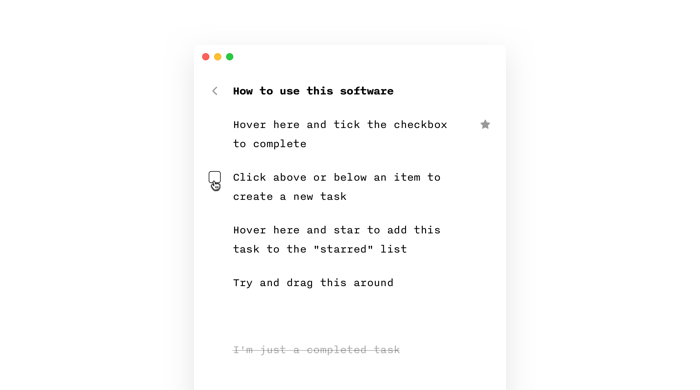 How to use this software
Hover here and tick the checkbox
to complete
Click above or below an item to
create a new task
Hover here and star to add this
task to the "starred" list
Try and drag this around
I'm just a completed task